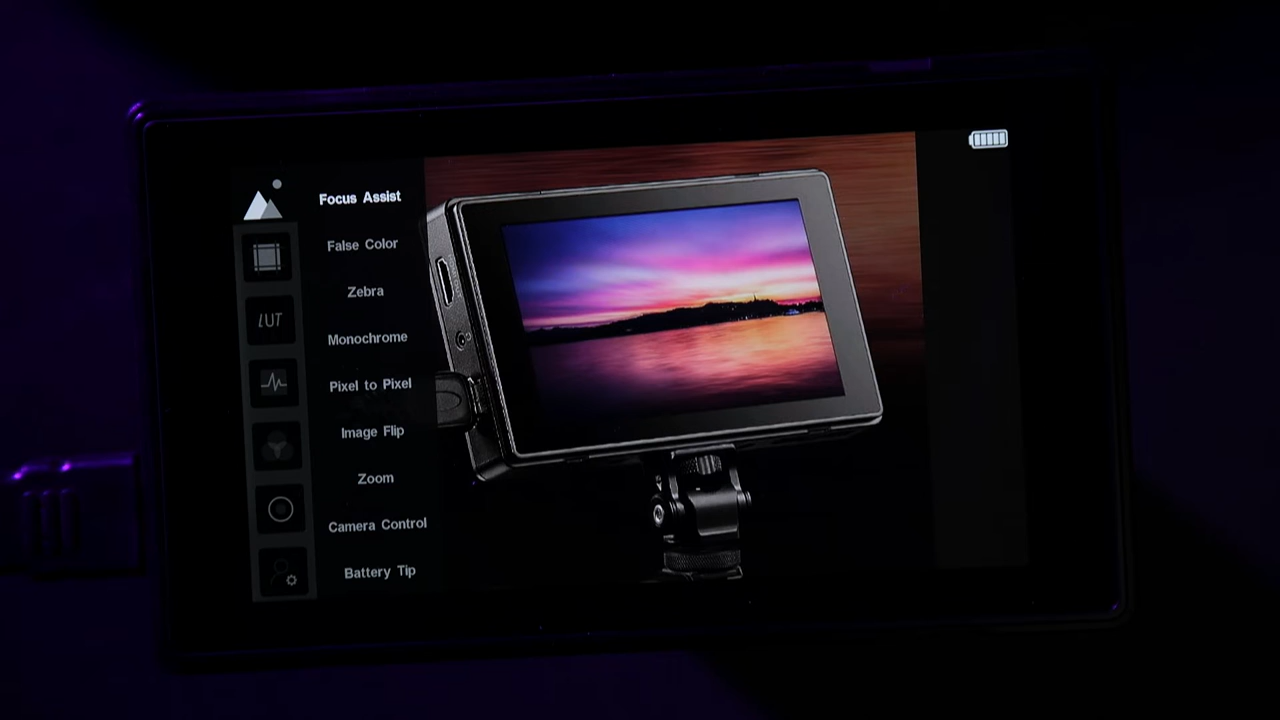 Focus Assist
False Color
Zebra
LUT
Monochrome
Pixel to Pixel
Image Flip
Zoom
Camera Control
Battery Tip